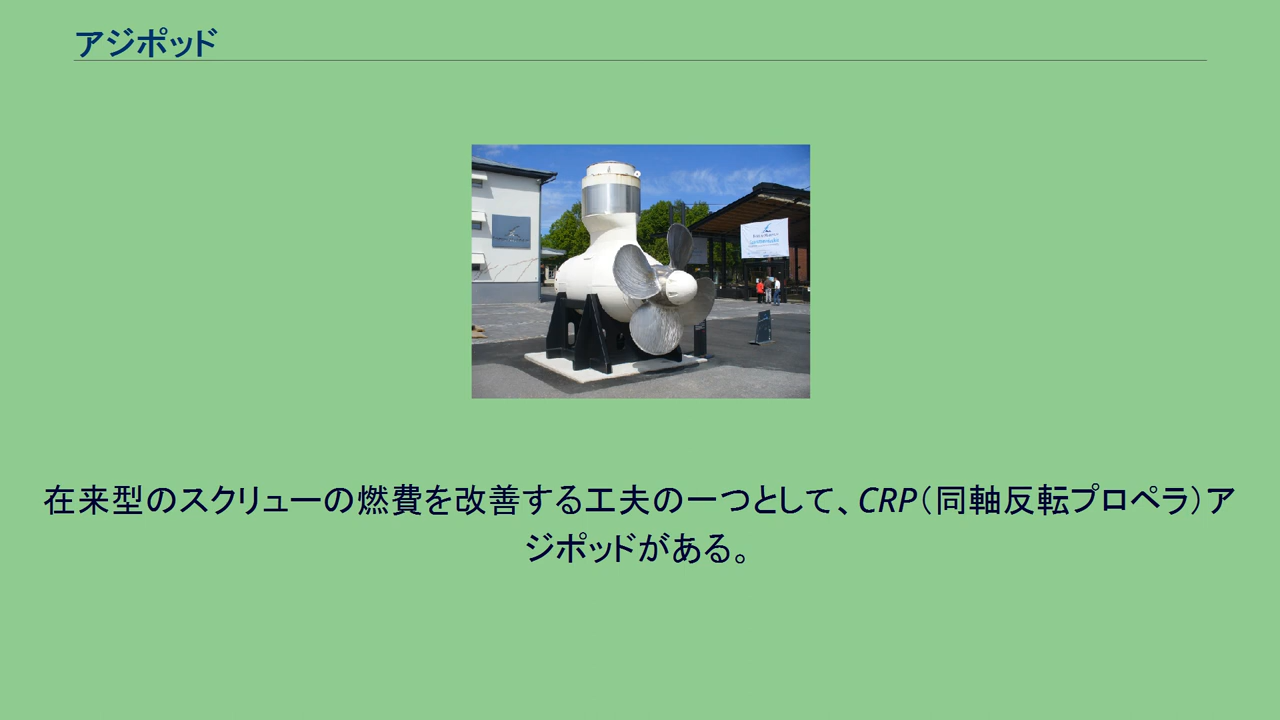 アジポッド
在来型のスクリューの燃費を改善する工夫の一つとして、CRP（同軸反転プロペラ）ア
ジポッドがある。